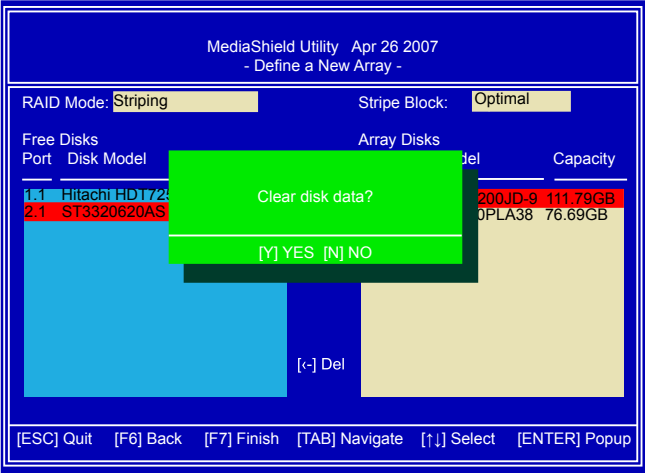 MediaShield Utility Apr 26 2007
- Define a New Array -
RAID Mode: Striping Stripe Block: Optimal
Free Disks Array Disks
Port Disk Model del Capacity
1.1 Hitachi HDT725 200JD-9 111.79GB
2.1 ST3320620AS 0PLA38 76.69GB
Clear disk data?
[Y] YES [N] NO
[‹-] Del
[ESC] Quit [F6] Back [F7] Finish [TAB] Navigate [↑↓] Select [ENTER] Popup